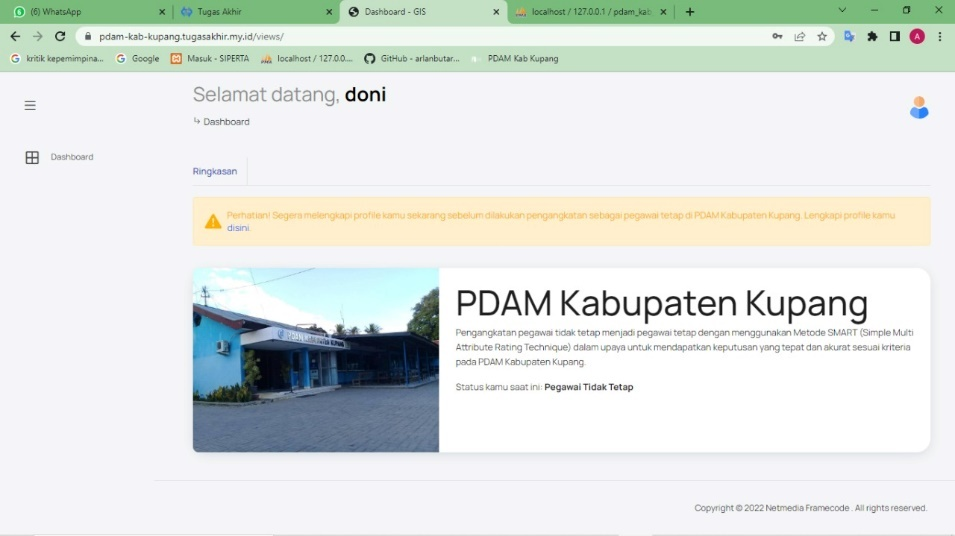 (6) WhatsApp
Tugas Akhir
Dashboard - GIS
localhost / 127.0.0.1 / pdam_kab
pdam-kab-kupang.tugasakhir.my.id/views/
A
kritik kepemimpina...
Google
Masuk - SIPERTA
localhost / 127.0.0....
GitHub - arlanbutar...
PDAM Kab Kupang
Selamat datang, doni
Dashboard
Dashboard
Ringkasan
Perhatian! Segera melengkapi profile kamu sekarang sebelum dilakukan pengangkatan sebagai pegawai tetap di PDAM Kabupaten Kupang. Lengkapi profile kamu
disini.
PDAM KABUPATEN KUPANG
PDAM Kabupaten Kupang
Pengangkatan pegawai tidak tetap menjadi pegawai tetap dengan menggunakan Metode SMART (Simple Multi
Attribute Rating Technique) dalam upaya untuk mendapatkan keputusan yang tepat dan akurat sesuai kriteria
pada PDAM Kabupaten Kupang.
Status kamu saat ini: Pegawai Tidak Tetap
Copyright © 2022 Netmedia Framecode . All rights reserved.